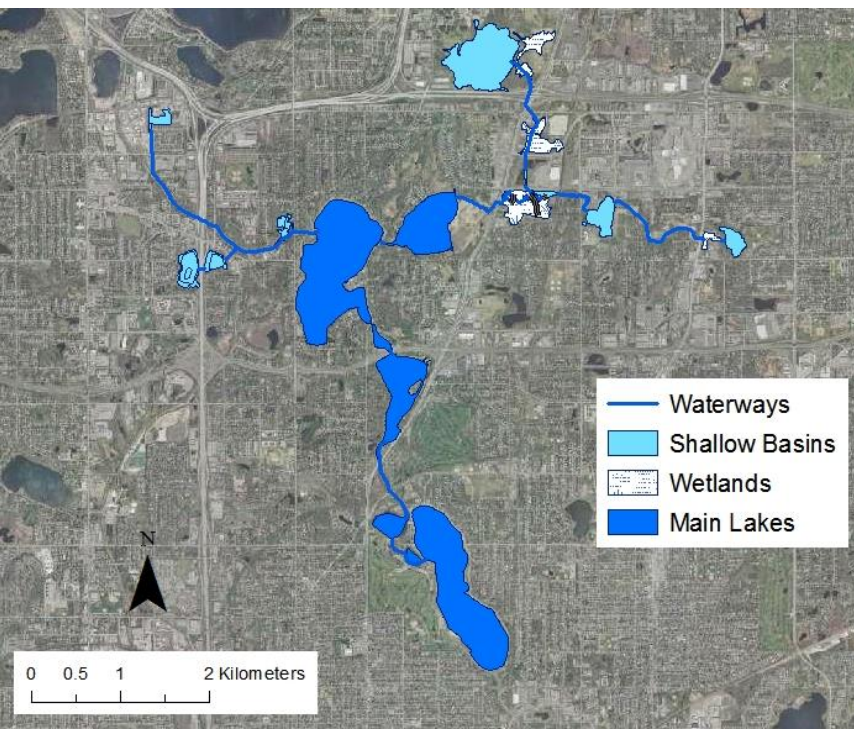 Waterways
Shallow Basins
Wetlands
Main Lakes
N
0 0.5 1 2 Kilometers